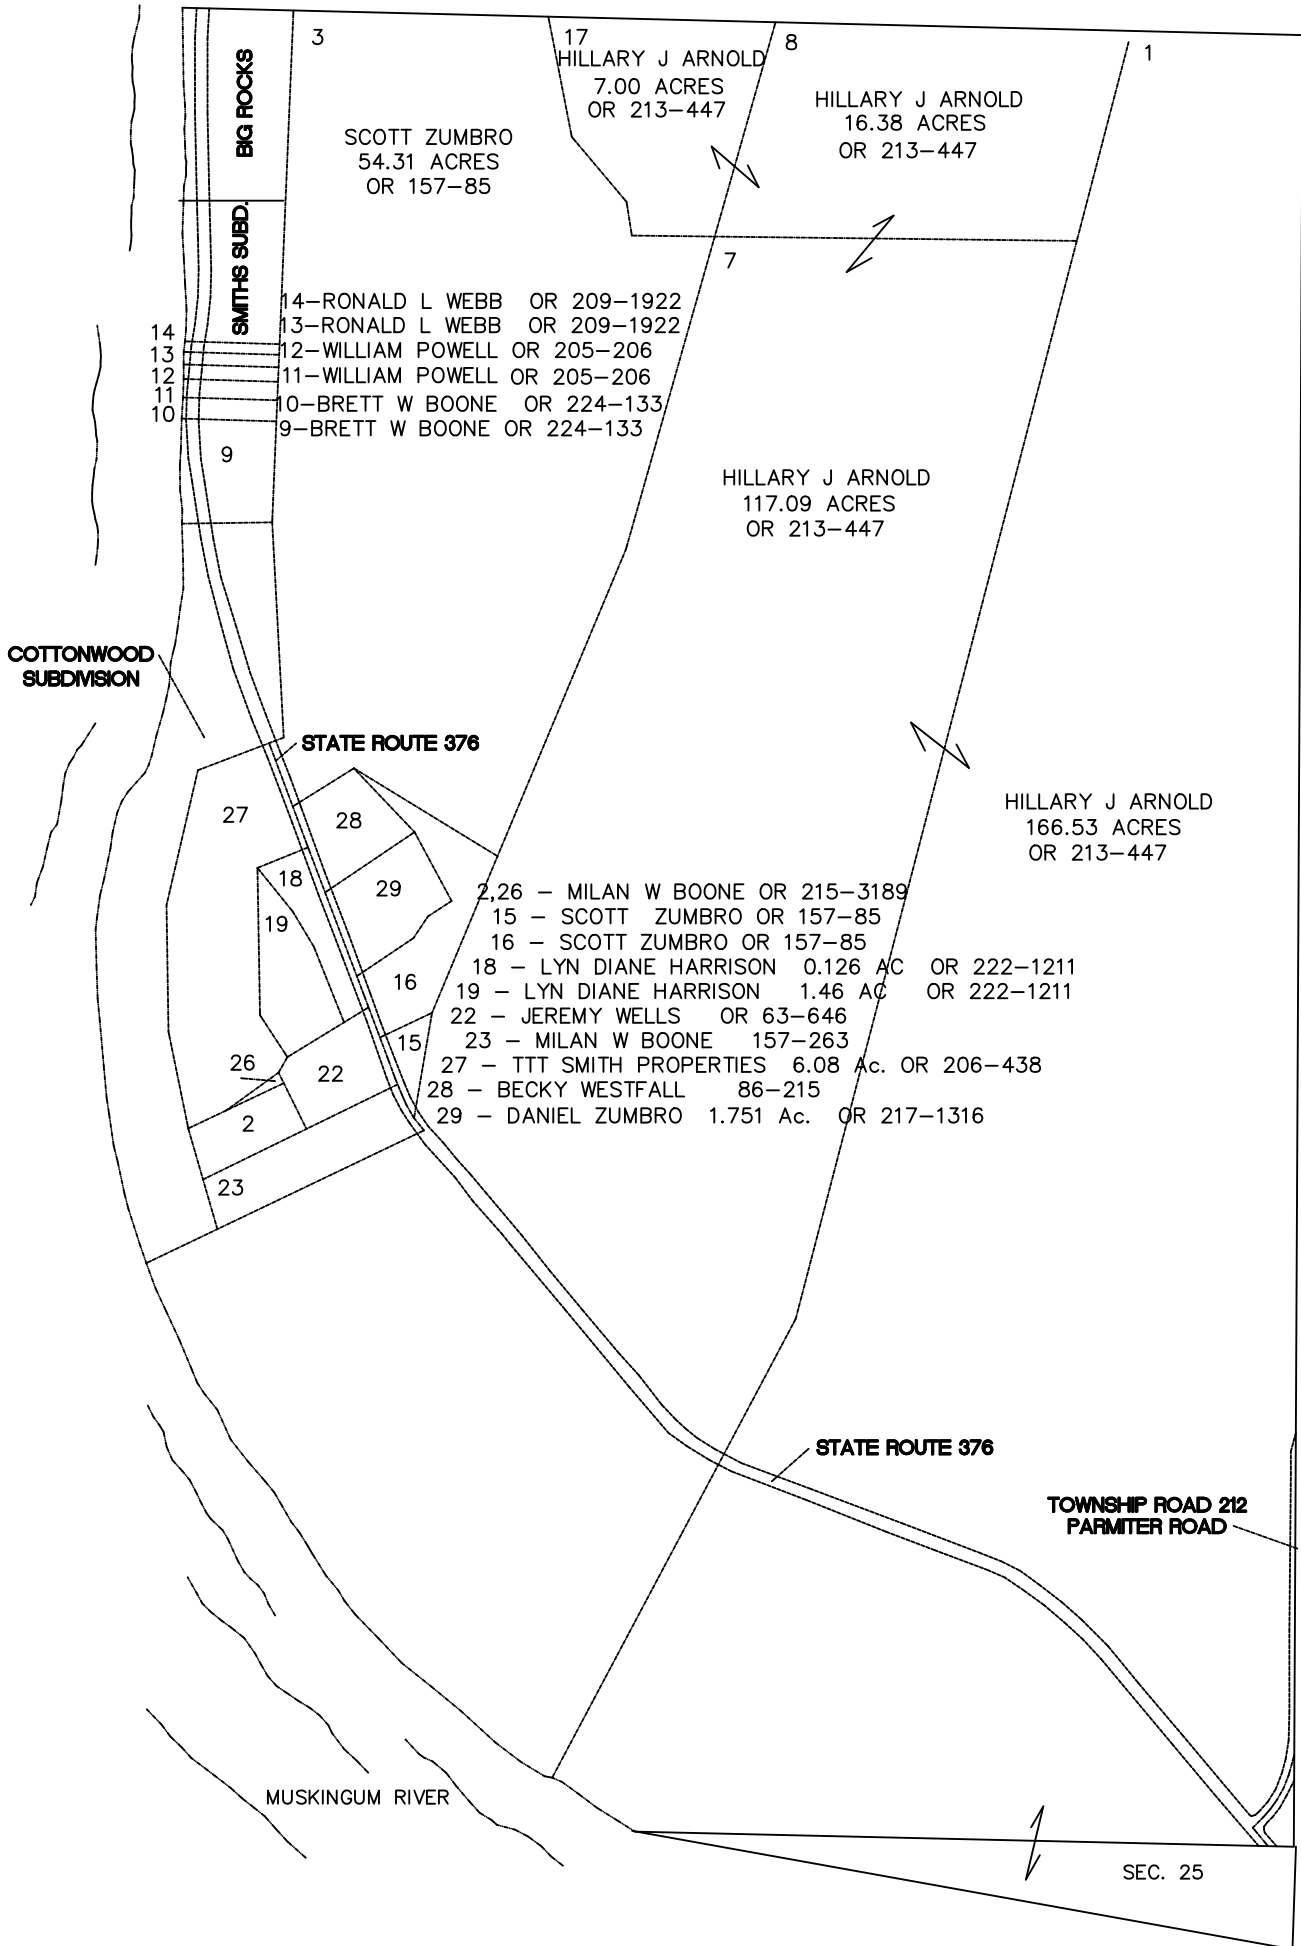 3
17
8
1
HILLARY J ARNOLD
7.00 ACRES
OR 213-447
HILLARY J ARNOLD
16.38 ACRES
OR 213-447
BIG ROCKS
SCOTT ZUMBRO
54.31 ACRES
OR 157-85
SMITHS SUBD.
7
14-RONALD L WEBB OR 209-1922
13-RONALD L WEBB OR 209-1922
12-WILLIAM POWELL OR 205-206
11-WILLIAM POWELL OR 205-206
10-BRETT W BOONE OR 224-133
9-BRETT W BOONE OR 224-133
14
13
12
11
10
9
HILLARY J ARNOLD
117.09 ACRES
OR 213-447
COTTONWOOD
SUBDIVISION
STATE ROUTE 376
27
28
18
29
19
16
15
26
22
2
23
HILLARY J ARNOLD
166.53 ACRES
OR 213-447
2,26 - MILAN W BOONE OR 215-3189
15 - SCOTT ZUMBRO OR 157-85
16 - SCOTT ZUMBRO OR 157-85
18 - LYN DIANE HARRISON 0.126 AC OR 222-1211
19 - LYN DIANE HARRISON 1.46 AC OR 222-1211
22 - JEREMY WELLS OR 63-646
23 - MILAN W BOONE 157-263
27 - TTT SMITH PROPERTIES 6.08 Ac. OR 206-438
28 - BECKY WESTFALL 86-215
29 - DANIEL ZUMBRO 1.751 Ac. OR 217-1316
STATE ROUTE 376
TOWNSHIP ROAD 212
PARMITER ROAD
MUSKINGUM RIVER
SEC. 25